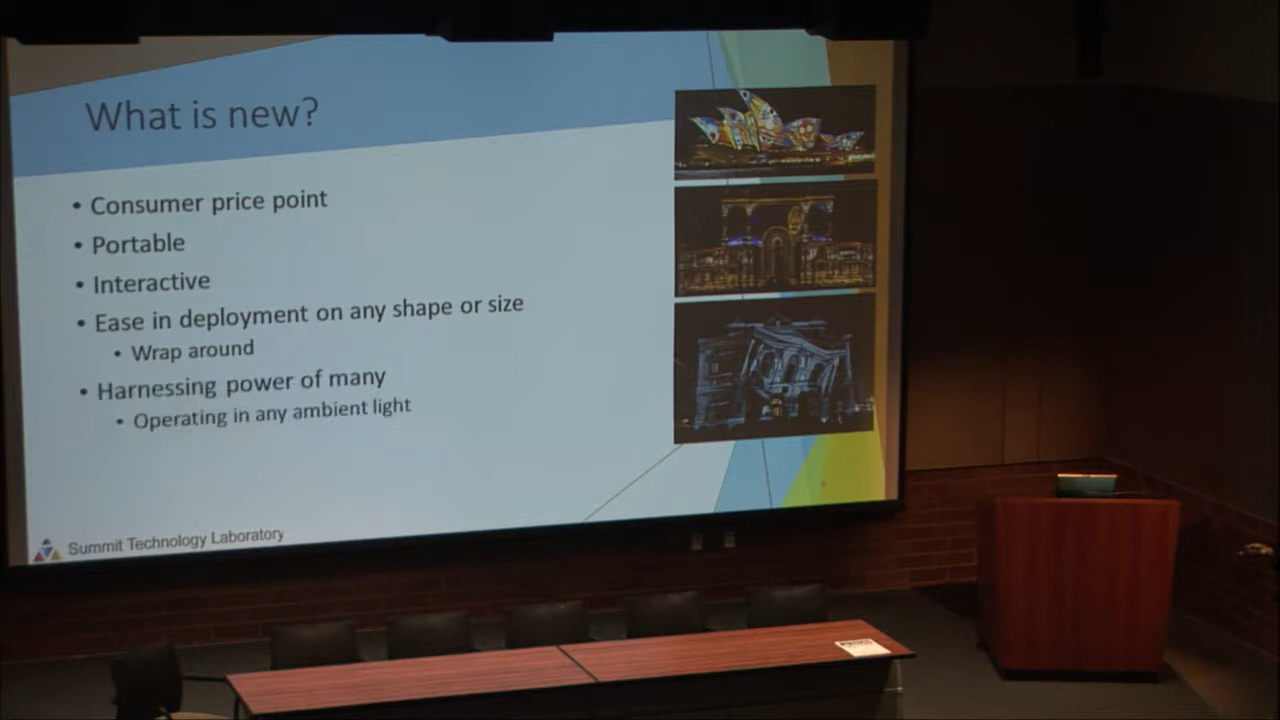 What is new?
• Consumer price point
• Portable
• Interactive
• Ease in deployment on any shape or size
• Wrap around
• Harnessing power of many
• Operating in any ambient light
Summit Technology Laboratory